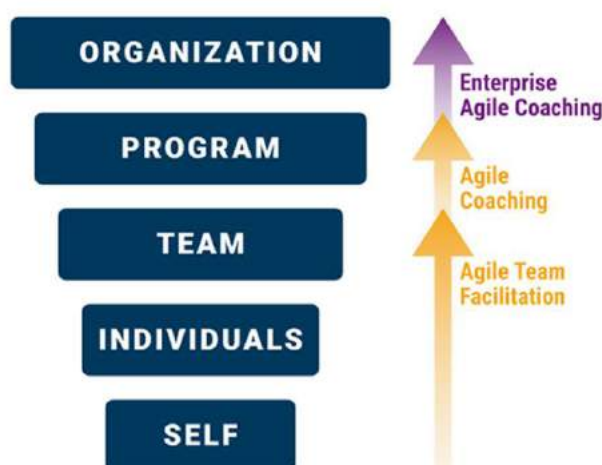 ORGANIZATION
Enterprise
Agile Coaching
PROGRAM
Agile
Coaching
TEAM
Agile Team
Facilitation
INDIVIDUALS
SELF